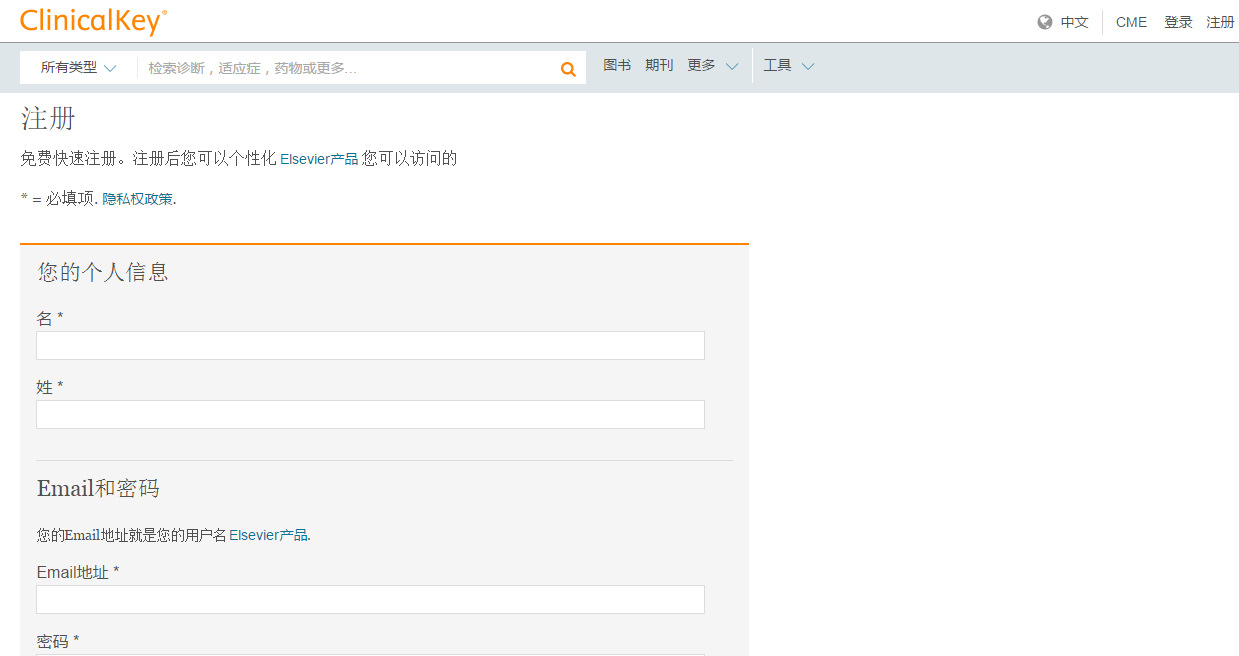 ClinicalKey®
中文 CME 登录 注册
所有类型 检索诊断，适应症，药物或更多... 图书 期刊 更多 工具
注册
免费快速注册。注册后您可以个性化 Elsevier产品 您可以访问的
* = 必填项. 隐私权政策.
您的个人信息
名 *
姓 *
Email和密码
您的Email地址就是您的用户名 Elsevier产品.
Email地址 *
密码 *